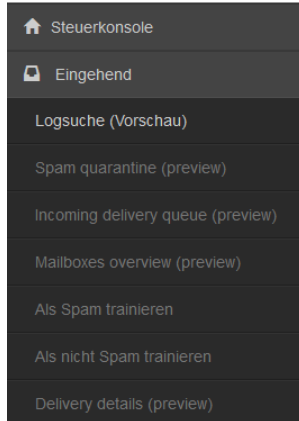 Steuerkonsole
Eingehend
Logsuche (Vorschau)
Spam quarantine (preview)
Incoming delivery queue (preview)
Mailboxes overview (preview)
Als Spam trainieren
Als nicht Spam trainieren
Delivery details (preview)